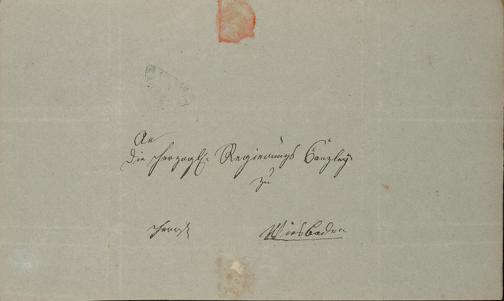 An
die Herzogl. Regierungs Canzley
zu
Wiesbaden